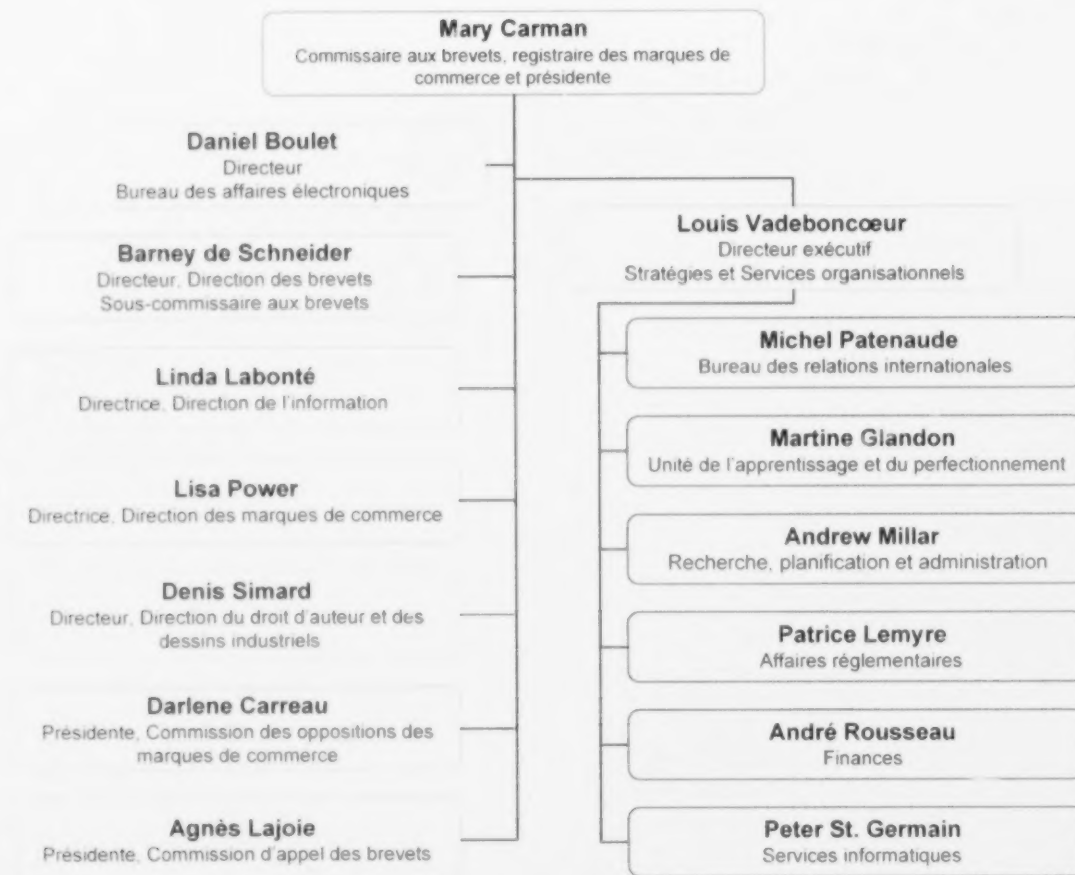 Mary Carman
Commissaire aux brevets, registraire des marques de
commerce et présidente
Daniel Boulet
Directeur
Bureau des affaires électroniques
Barney de Schneider
Directeur, Direction des brevets
Sous-commissaire aux brevets
Linda Labonté
Directrice, Direction de l'information
Lisa Power
Directrice, Direction des marques de commerce
Denis Simard
Directeur, Direction du droit d'auteur et des
dessins industriels
Darlene Carreau
Présidente, Commission des oppositions des
marques de commerce
Agnès Lajoie
Présidente, Commission d'appel des brevets
Louis Vadeboncœur
Directeur exécutif
Stratégies et Services organisationnels
Michel Patenaude
Bureau des relations internationales
Martine Glandon
Unité de l'apprentissage et du perfectionnement
Andrew Millar
Recherche, planification et administration
Patrice Lemyre
Affaires réglementaires
André Rousseau
Finances
Peter St. Germain
Services informatiques